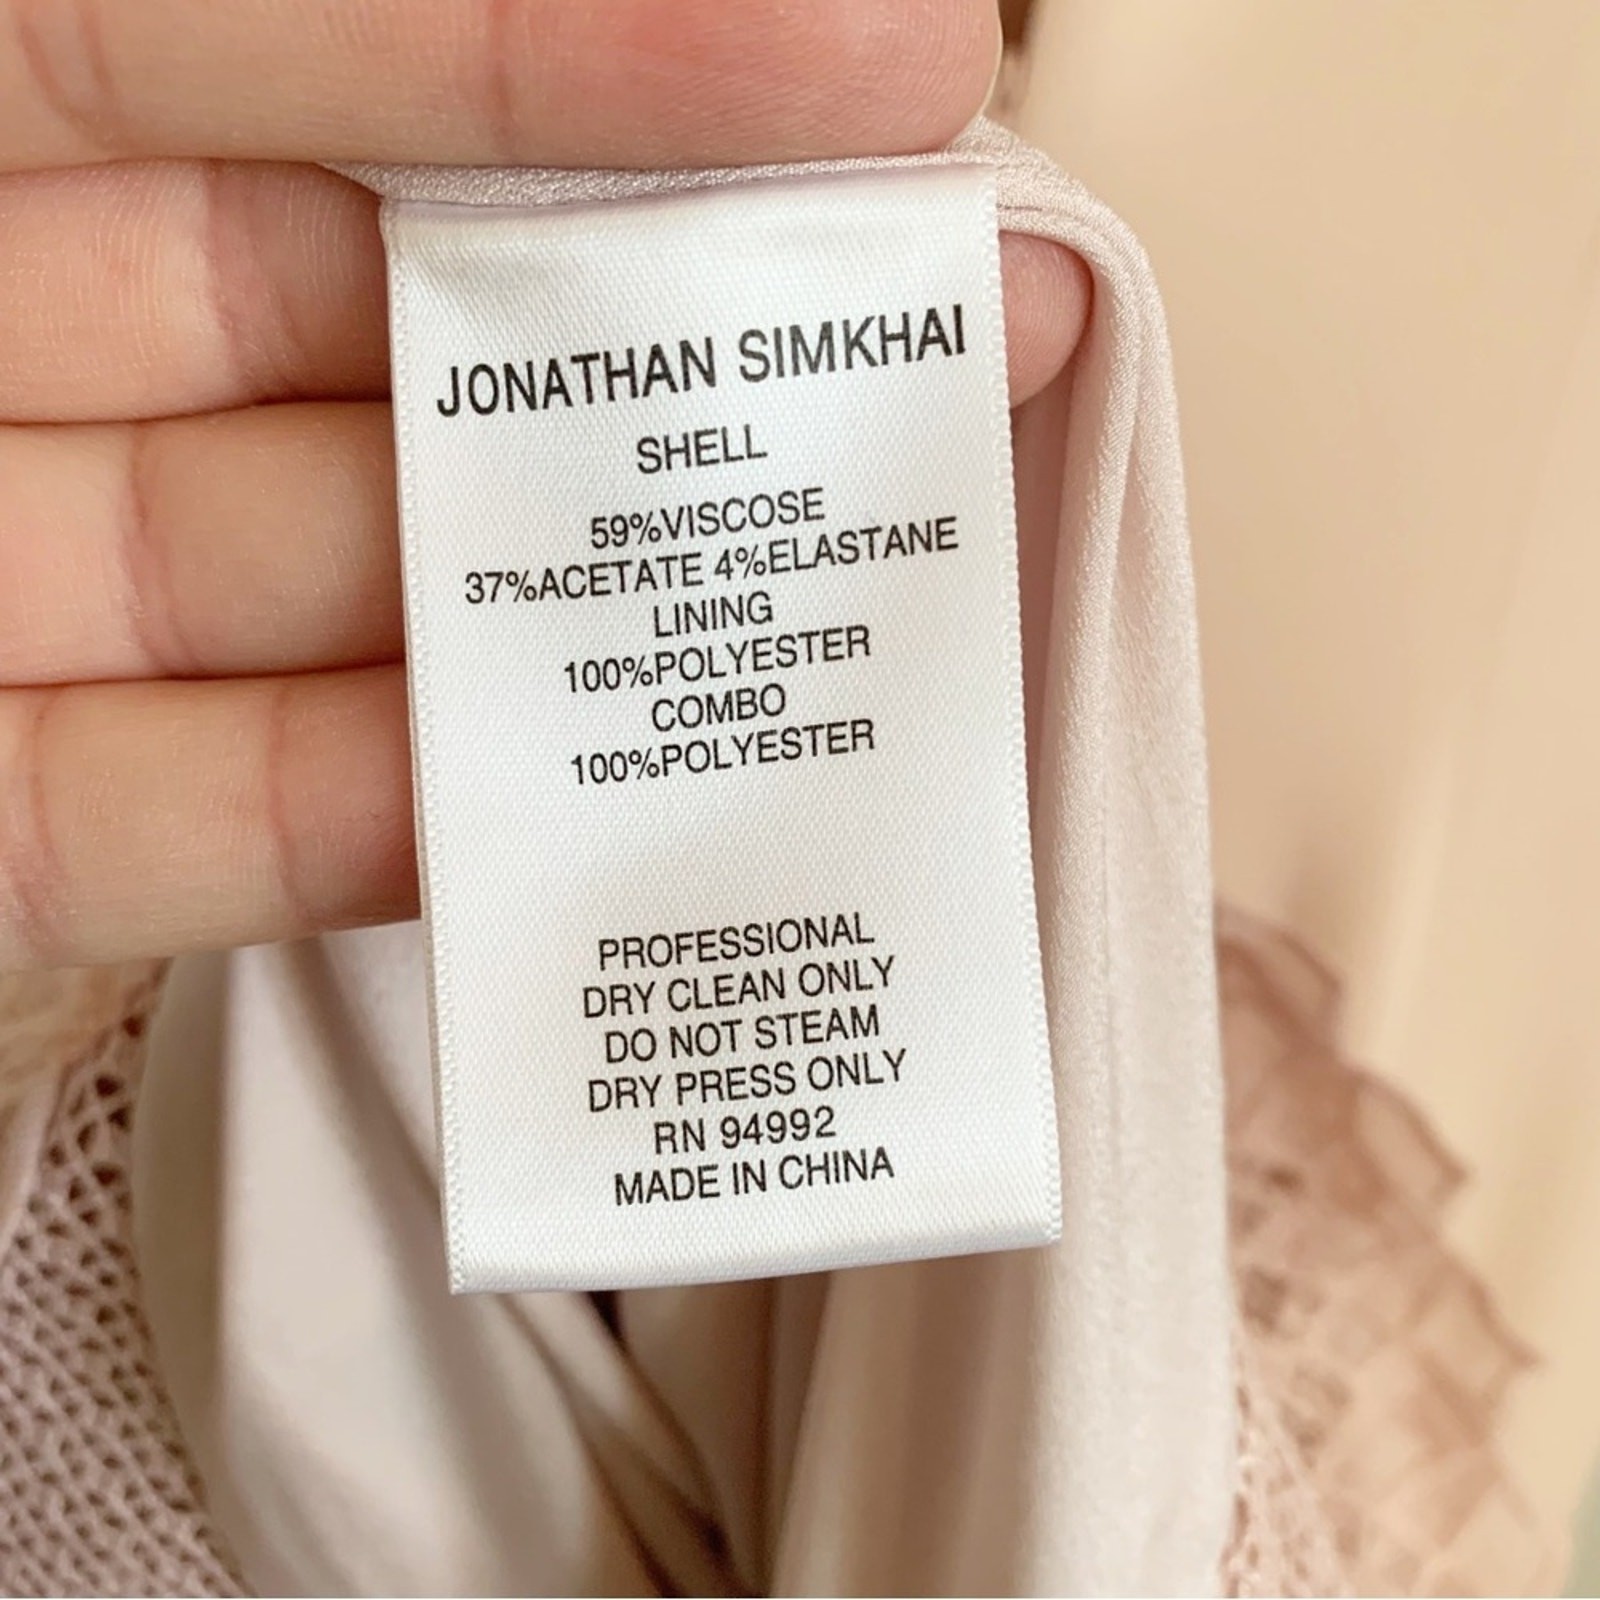 JONATHAN SIMKHAI
SHELL
59%VISCOSE
37%ACETATE 4%ELASTANE
LINING
100%POLYESTER
COMBO
100%POLYESTER
PROFESSIONAL
DRY CLEAN ONLY
DO NOT STEAM
DRY PRESS ONLY
RN 94992
MADE IN CHINA